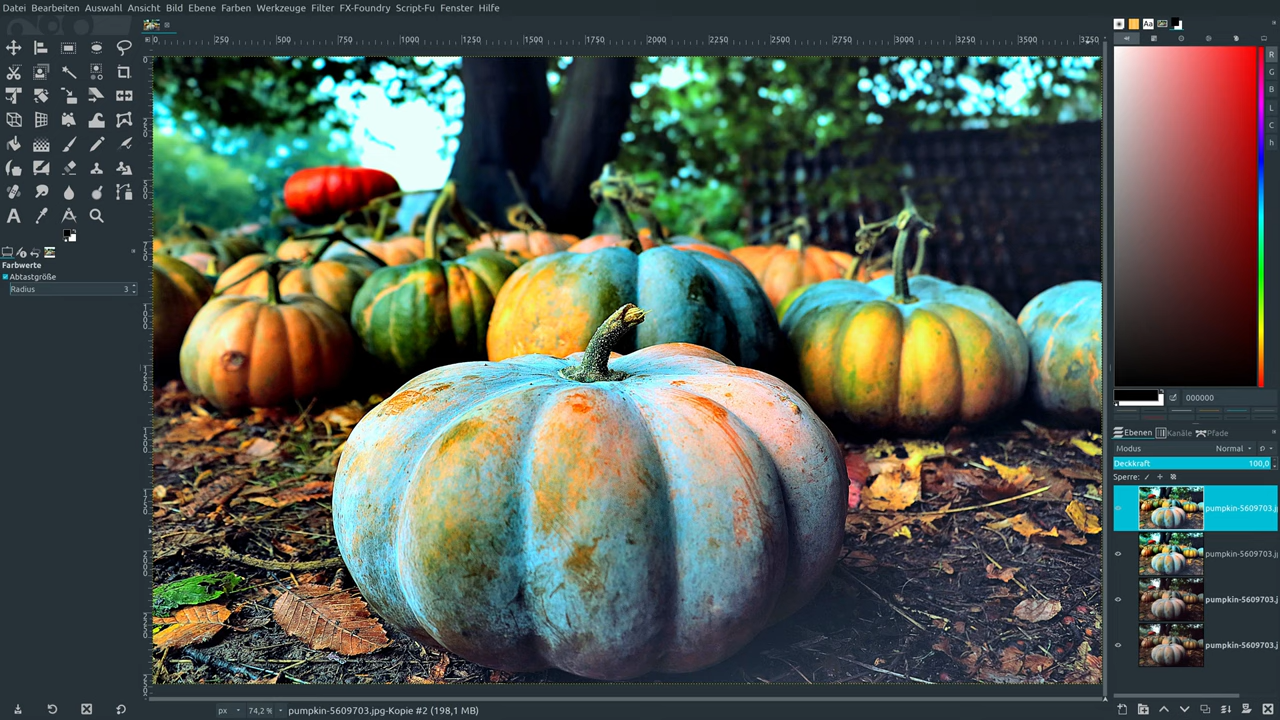 Datei Bearbeiten Auswahl Ansicht Bild Ebene Farben Werkzeuge Filter FX-Foundry Script-Fu Fenster Hilfe
0 250 500 750 1000 1250 1500 1750 2000 2250 2500 2750 3000 3250 3500 3750
Aa
R
G
B
L
C
h
Farbwerte
Abtastgröße
Radius 3
000000
Ebenen Kanäle Pfade
Modus Normal
Deckkraft 100,0
Sperre:
pumpkin-5609703.j
pumpkin-5609703.j
pumpkin-5609703.j
pumpkin-5609703.j
px 74,2 % pumpkin-5609703.jpg-Kopie #2 (198,1 MB)